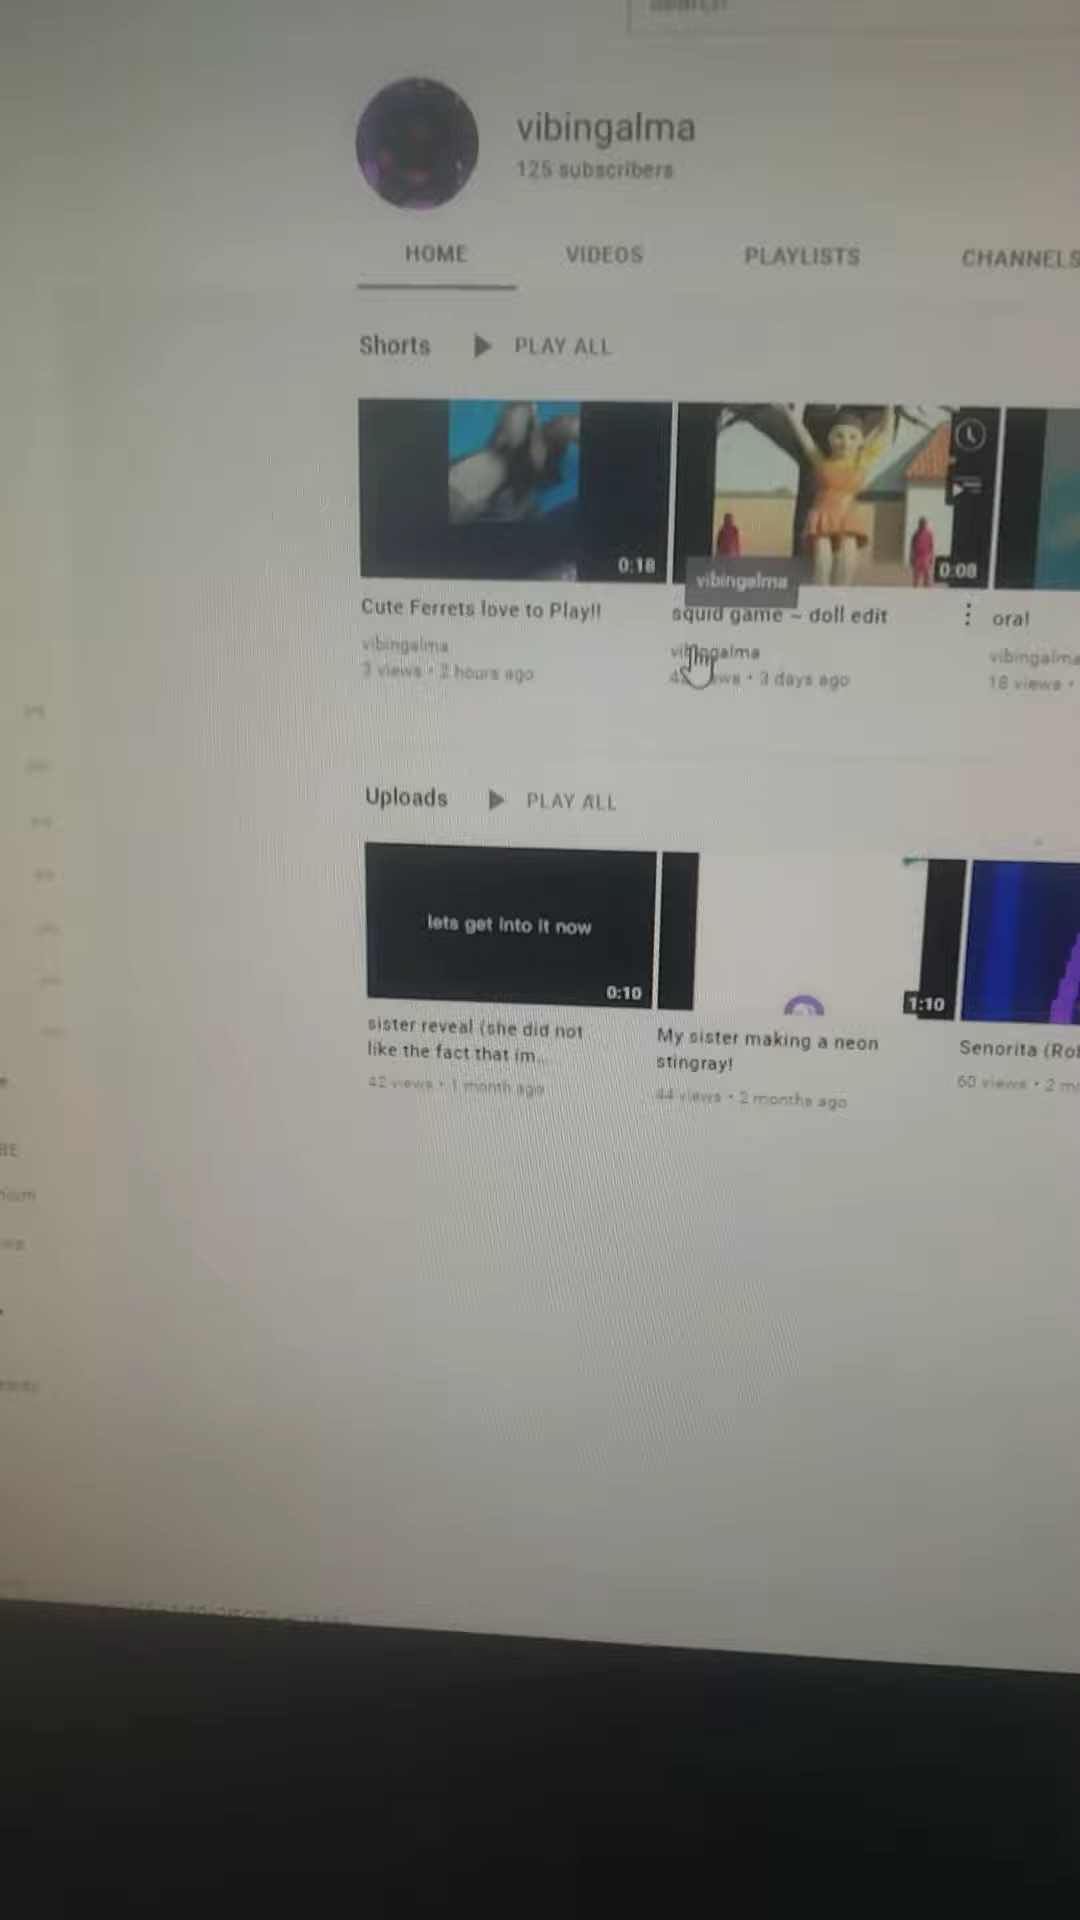 vibingalma
125 subscribers
HOME VIDEOS PLAYLISTS CHANNELS
Shorts PLAY ALL
0:18
0:08
vibingalma
Cute Ferrets love to Play!!
squid game ~ doll edit
vibingalma
3 views • 2 hours ago
vibingalma
3 days ago
vibingalma
18 views •
Uploads PLAY ALL
lets get into it now
0:10
1:10
sister reveal (she did not
like the fact that im...
42 views • 1 month ago
My sister making a neon
stingray!
44 views • 2 months ago
Senorita (Rob
60 views • 2 mo